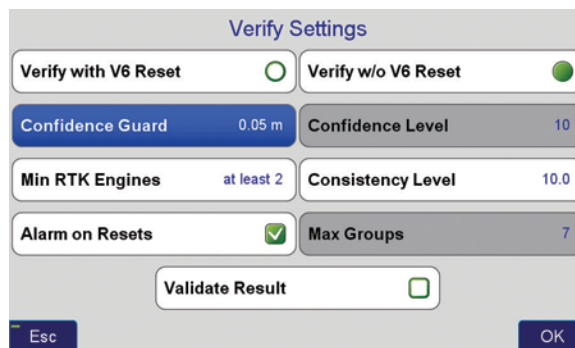 Verify Settings
Verify with V6 Reset
Verify w/o V6 Reset
Confidence Guard 0.05 m
Confidence Level 10
Min RTK Engines at least 2
Consistency Level 10.0
Alarm on Resets
Max Groups 7
Validate Result
Esc
OK